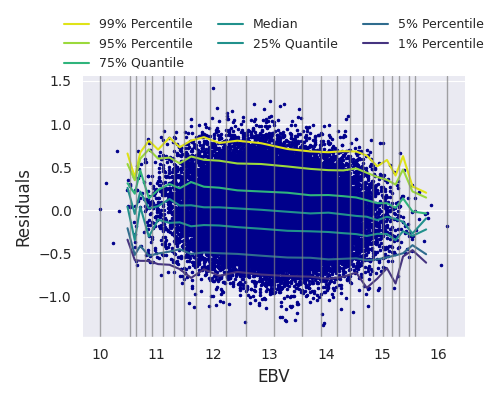 99% Percentile Median 5% Percentile
95% Percentile 25% Quantile 1% Percentile
75% Quantile
1.5
1.0
0.5
0.0
−0.5
−1.0
Residuals
10 11 12 13 14 15 16
EBV